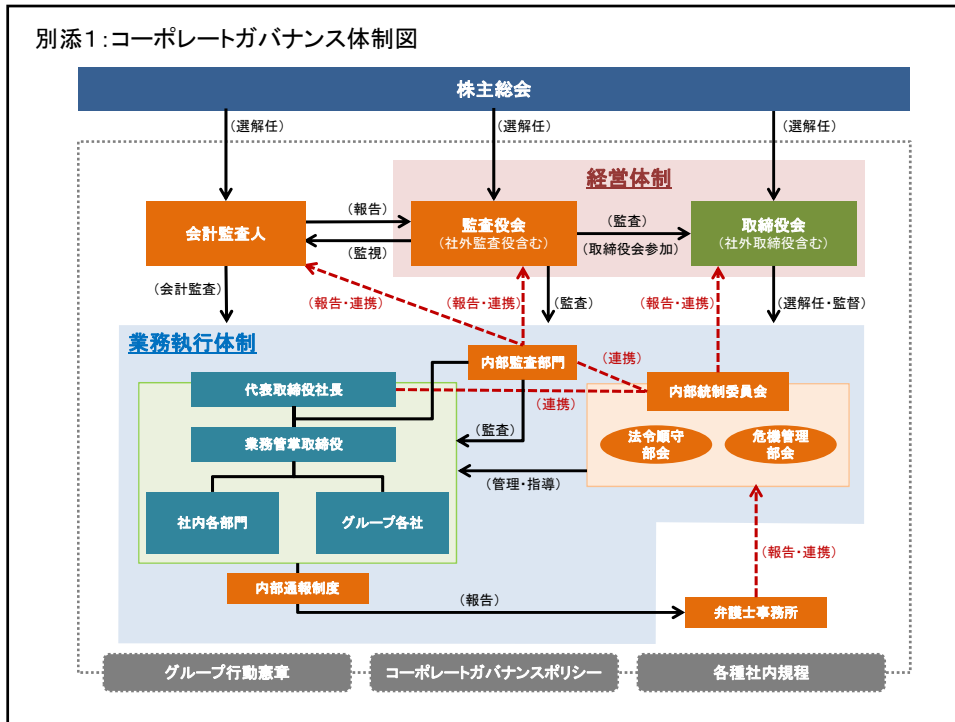 別添1:コーポレートガバナンス体制図
株主総会
(選解任)
(選解任)
(選解任)
経営体制
会計監査人
(報告)
(監視)
監査役会
(社外監査役含む)
(監査)
(取締役会参加)
取締役会
(社外取締役含む)
(会計監査)
(報告・連携)
(報告・連携)
(監査)
(報告・連携)
(選解任・監督)
業務執行体制
内部監査部門
(連携)
代表取締役社長
(連携)
内部統制委員会
業務管掌取締役
(監査)
法令順守
部会
危機管理
部会
(管理・指導)
社内各部門
グループ各社
(報告・連携)
内部通報制度
(報告)
弁護士事務所
グループ行動憲章
コーポレートガバナンスポリシー
各種社内規程